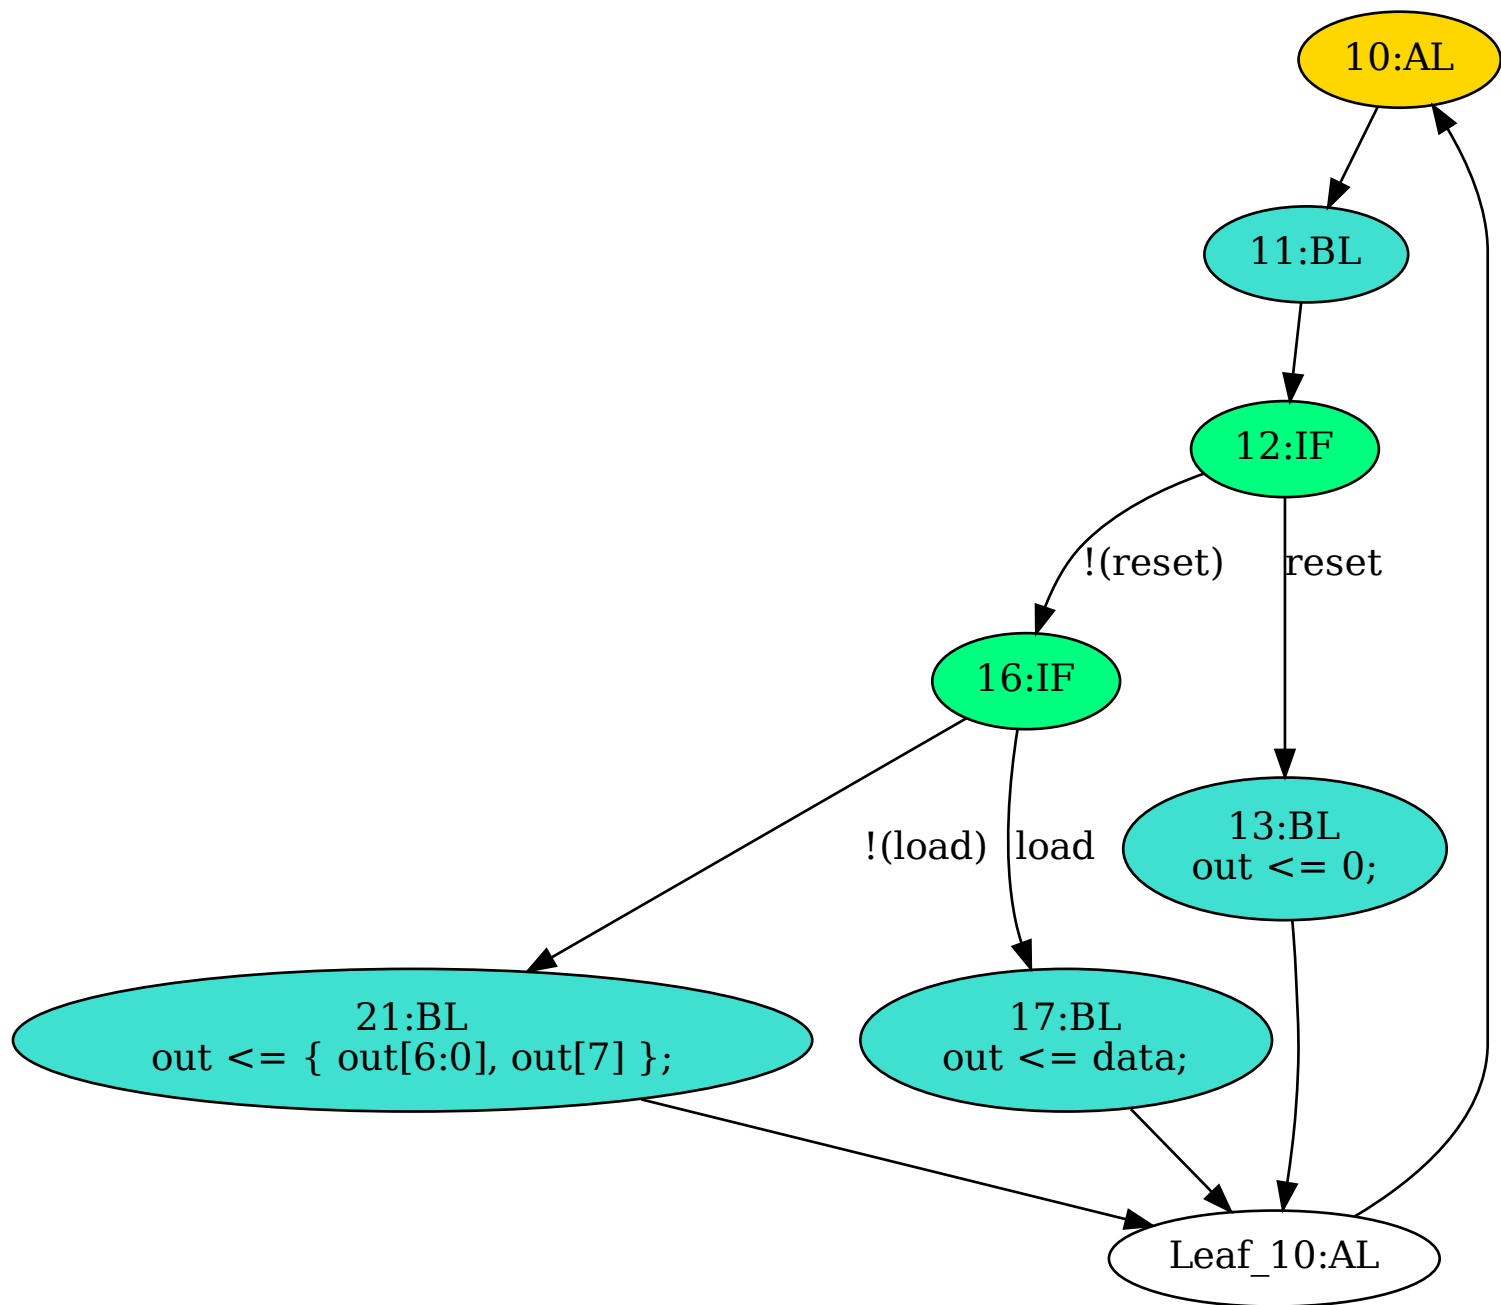 10:AL
11:BL
12:IF
!(reset)
reset
16:IF
!(load)
load
13:BL
out <= 0;
21:BL
out <= { out[6:0], out[7] };
17:BL
out <= data;
Leaf_10:AL